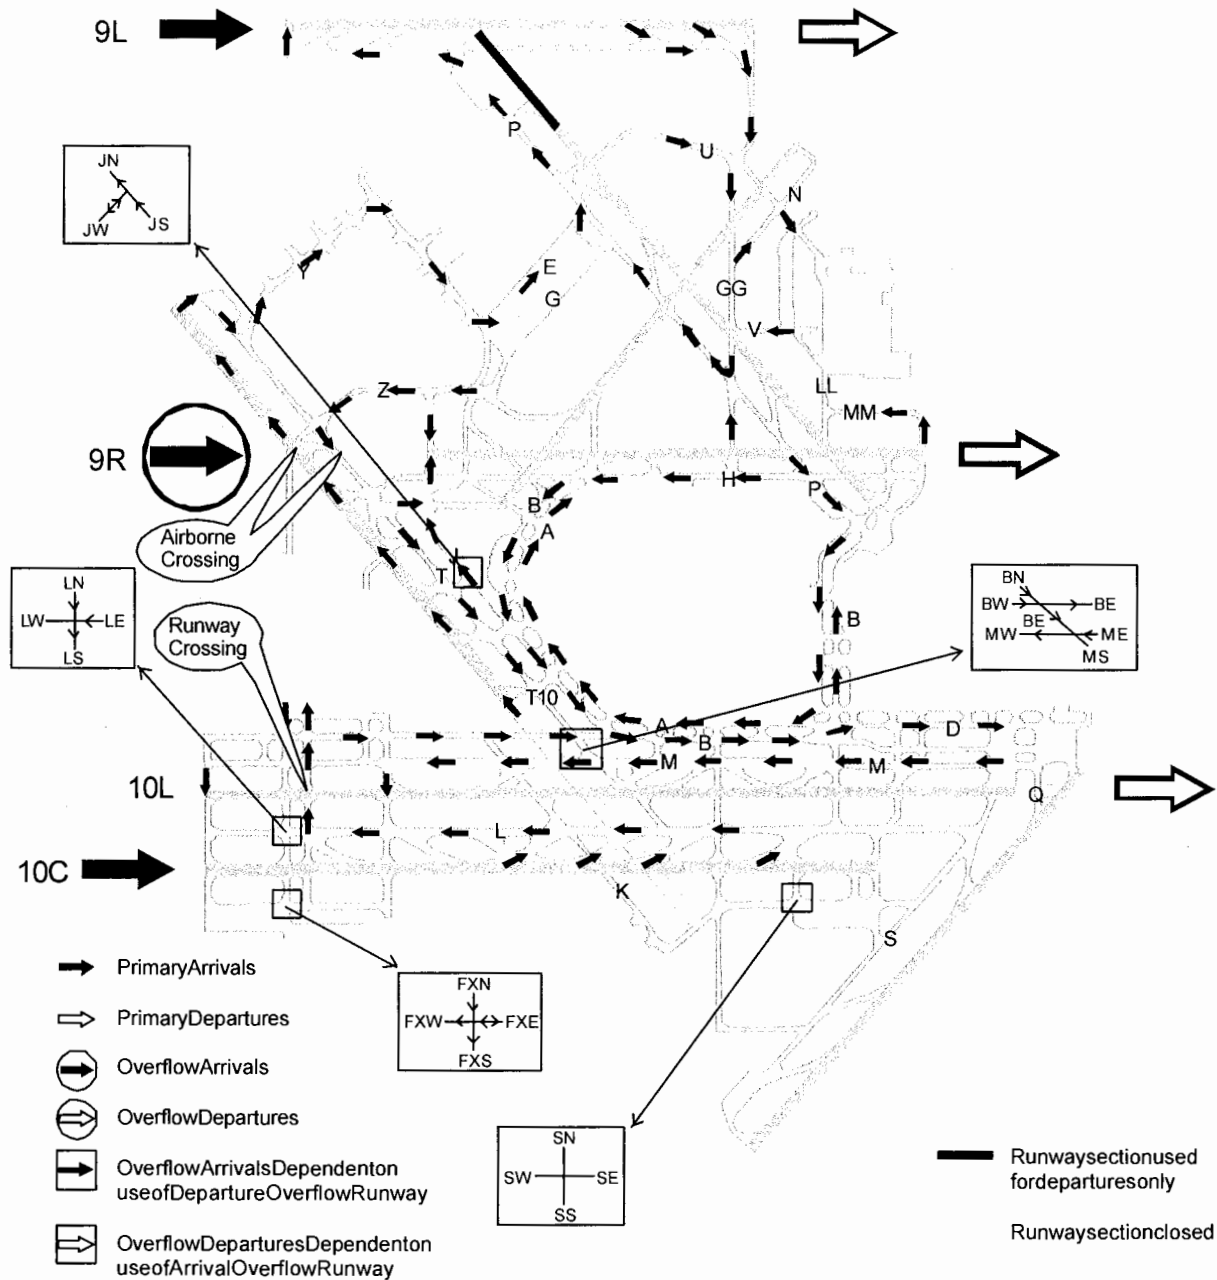 9L
P
U
JN
JW
JS
N
Y
E
G
GG
V
Z
LL
MM
9R
H
P
B
A
Airborne
Crossing
T
LN
LW
LE
LS
Runway
Crossing
B
BN
BW
BE
BE
MW
ME
MS
T10
A
B
D
M
M
10L
Q
L
10C
K
S
PrimaryArrivals
PrimaryDepartures
OverflowArrivals
OverflowDepartures
OverflowArrivalsDependenton
useofDepartureOverflowRunway
OverflowDeparturesDependenton
useofArrivalOverflowRunway
FXN
FXW
FXE
FXS
SN
SW
SE
SS
Runwaysectionused
fordeparturesonly
Runwaysectionclosed